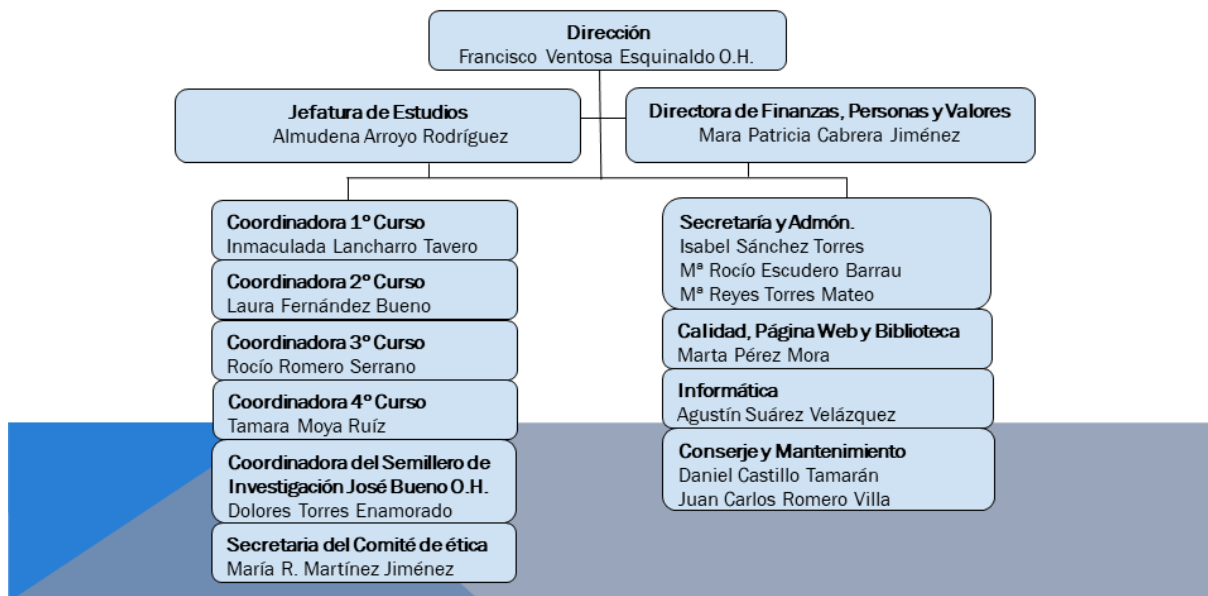 Dirección
Francisco Ventosa Esquinaldo O.H.
Jefatura de Estudios
Almudena Arroyo Rodríguez
Directora de Finanzas, Personas y Valores
Mara Patricia Cabrera Jiménez
Coordinadora 1º Curso
Inmaculada Lancharro Tavero
Coordinadora 2º Curso
Laura Fernández Bueno
Coordinadora 3º Curso
Rocío Romero Serrano
Coordinadora 4º Curso
Tamara Moya Ruíz
Coordinadora del Semillero de
Investigación José Bueno O.H.
Dolores Torres Enamorado
Secretaria del Comité de ética
María R. Martínez Jiménez
Secretaría y Admón.
Isabel Sánchez Torres
Mª Rocío Escudero Barrau
Mª Reyes Torres Mateo
Calidad, Página Web y Biblioteca
Marta Pérez Mora
Informática
Agustín Suárez Velázquez
Conserje y Mantenimiento
Daniel Castillo Tamarán
Juan Carlos Romero Villa